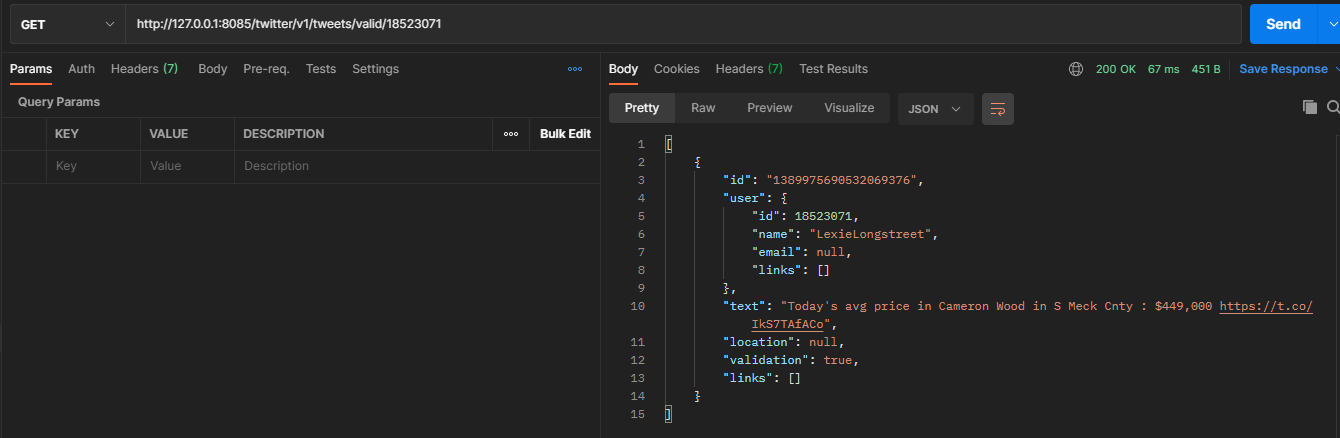 GET http://127.0.0.1:8085/twitter/v1/tweets/valid/18523071 Send
Params Auth Headers (7) Body Pre-req. Tests Settings
Query Params
KEY VALUE DESCRIPTION Bulk Edit
Key Value Description
Body Cookies Headers (7) Test Results 200 OK 67 ms 451 B Save Response
Pretty Raw Preview Visualize JSON
1 [
2 {
3 "id": "1389975690532069376",
4 "user": {
5 "id": 18523071,
6 "name": "LexieLongstreet",
7 "email": null,
8 "links": []
9 },
10 "text": "Today's avg price in Cameron Wood in S Meck Cnty : $449,000 https://t.co/
IkS7TAfACo",
11 "location": null,
12 "validation": true,
13 "links": []
14 }
15 ]